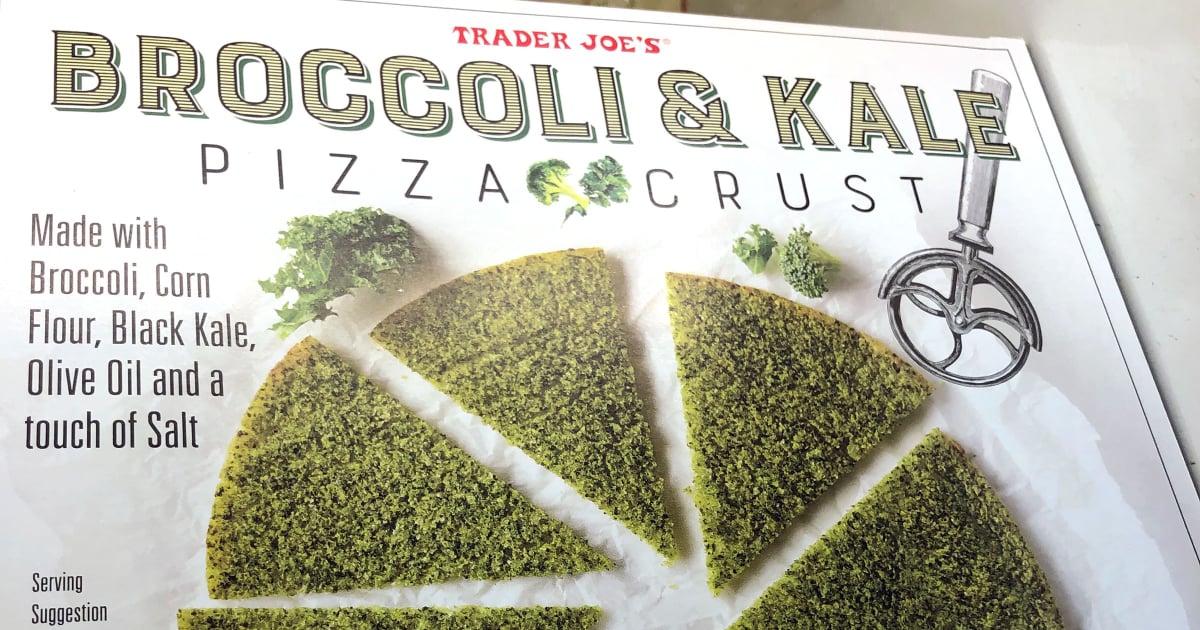 TRADER JOE'S®
BROCCOLI & KALE
PIZZA CRUST
Made with
Broccoli, Corn
Flour, Black Kale,
Olive Oil and a
touch of Salt
Serving
Suggestion